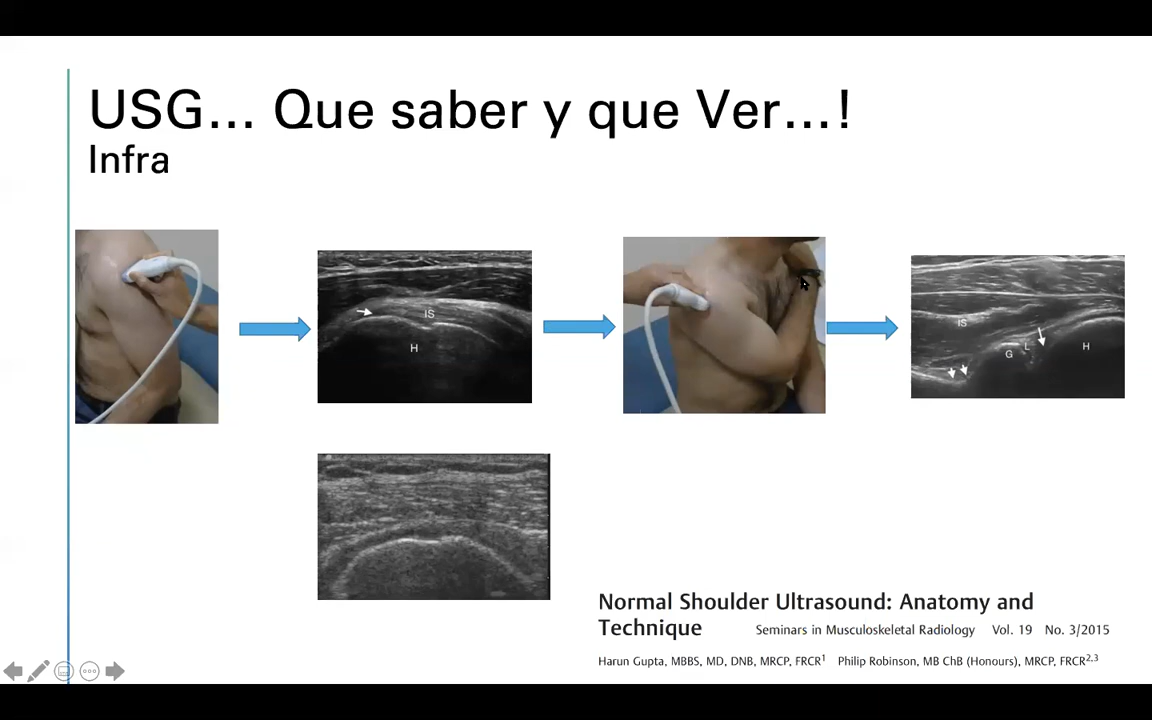 USG... Que saber y que Ver...!
Infra
IS
H
IS
G
L
H
Normal Shoulder Ultrasound: Anatomy and
Technique
Seminars in Musculoskeletal Radiology Vol. 19 No. 3/2015
Harun Gupta, MBBS, MD, DNB, MRCP, FRCR1 Philip Robinson, MB ChB (Honours), MRCP, FRCR2,3